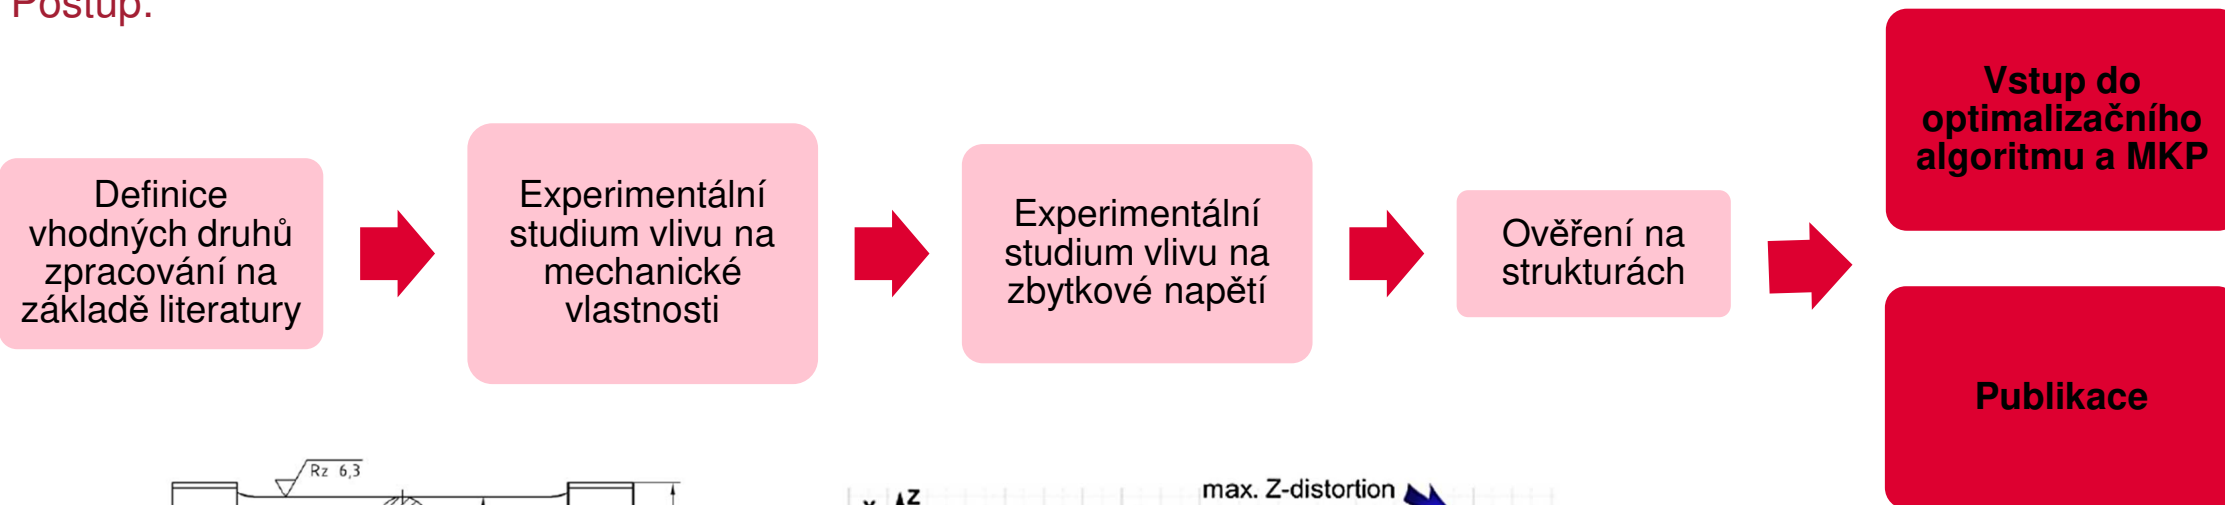 Postup:
Definice
vhodných druhů
zpracování na
základě literatury
Experimentální
studium vlivu na
mechanické
vlastnosti
Experimentální
studium vlivu na
zbytkové napětí
Ověření na
strukturách
Vstup do
optimalizačního
algoritmu a MKP
Publikace
Rz 6,3
Z
max. Z-distortion